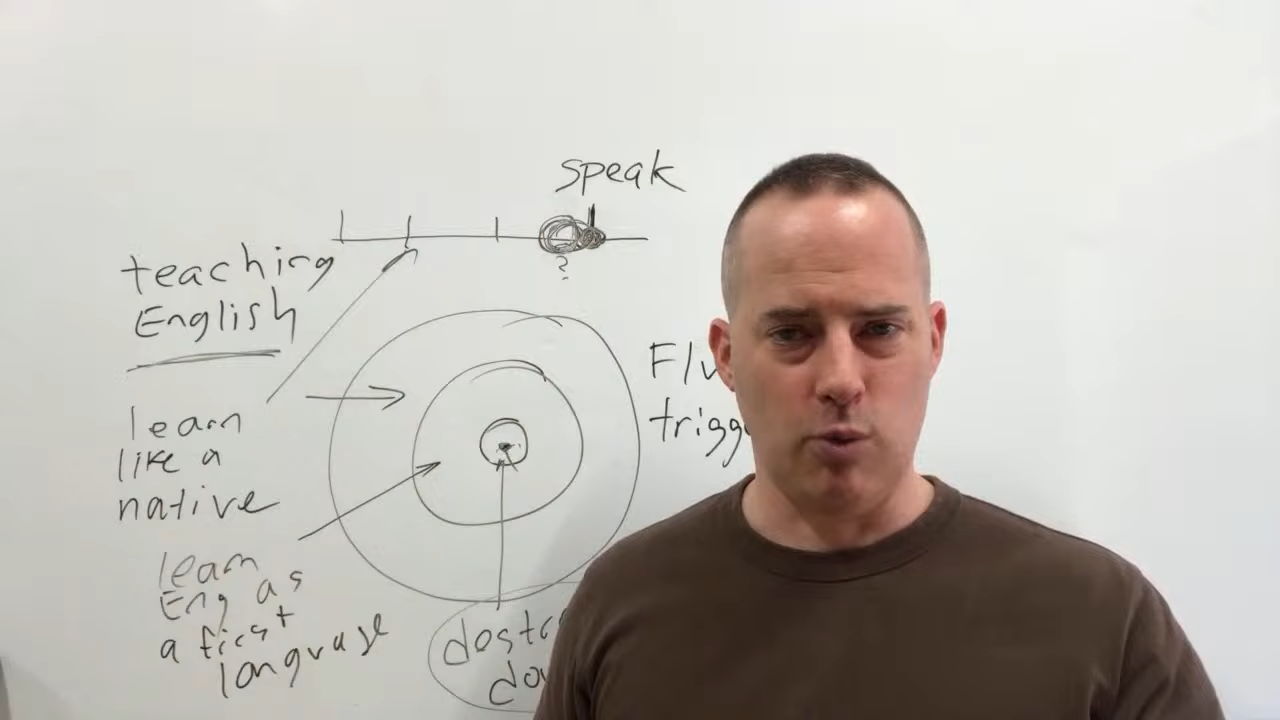 speak
?
teaching
English
learn
like a
native
learn
Eng as
a first
language